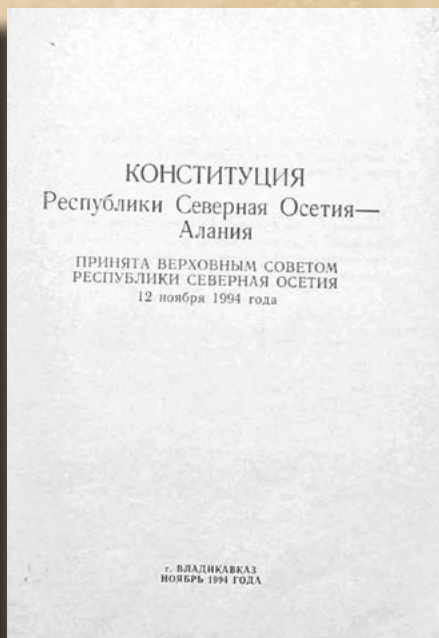 КОНСТИТУЦИЯ
Республики Северная Осетия—
Алания
ПРИНЯТА ВЕРХОВНЫМ СОВЕТОМ
РЕСПУБЛИКИ СЕВЕРНАЯ ОСЕТИЯ
12 ноября 1994 года
г. ВЛАДИКАВКАЗ
НОЯБРЬ 1994 ГОДА